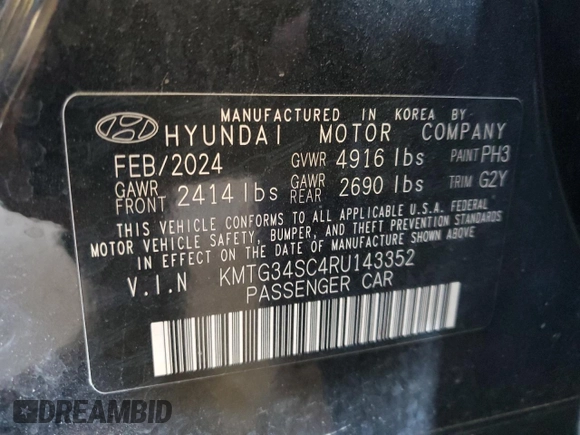 MANUFACTURED IN KOREA BY
HYUNDAI MOTOR COMPANY
FEB/2024 GVWR 4916 lbs PAINT PH3
GAWR FRONT 2414 lbs GAWR REAR 2690 lbs TRIM G2Y
THIS VEHICLE CONFORMS TO ALL APPLICABLE U.S.A. FEDERAL
MOTOR VEHICLE SAFETY, BUMPER, AND THEFT PREVENTION STANDARDS
IN EFFECT ON THE DATE OF MANUFACTURE SHOWN ABOVE
V.I.N KMTG34SC4RU143352
PASSENGER CAR
DREAMBID